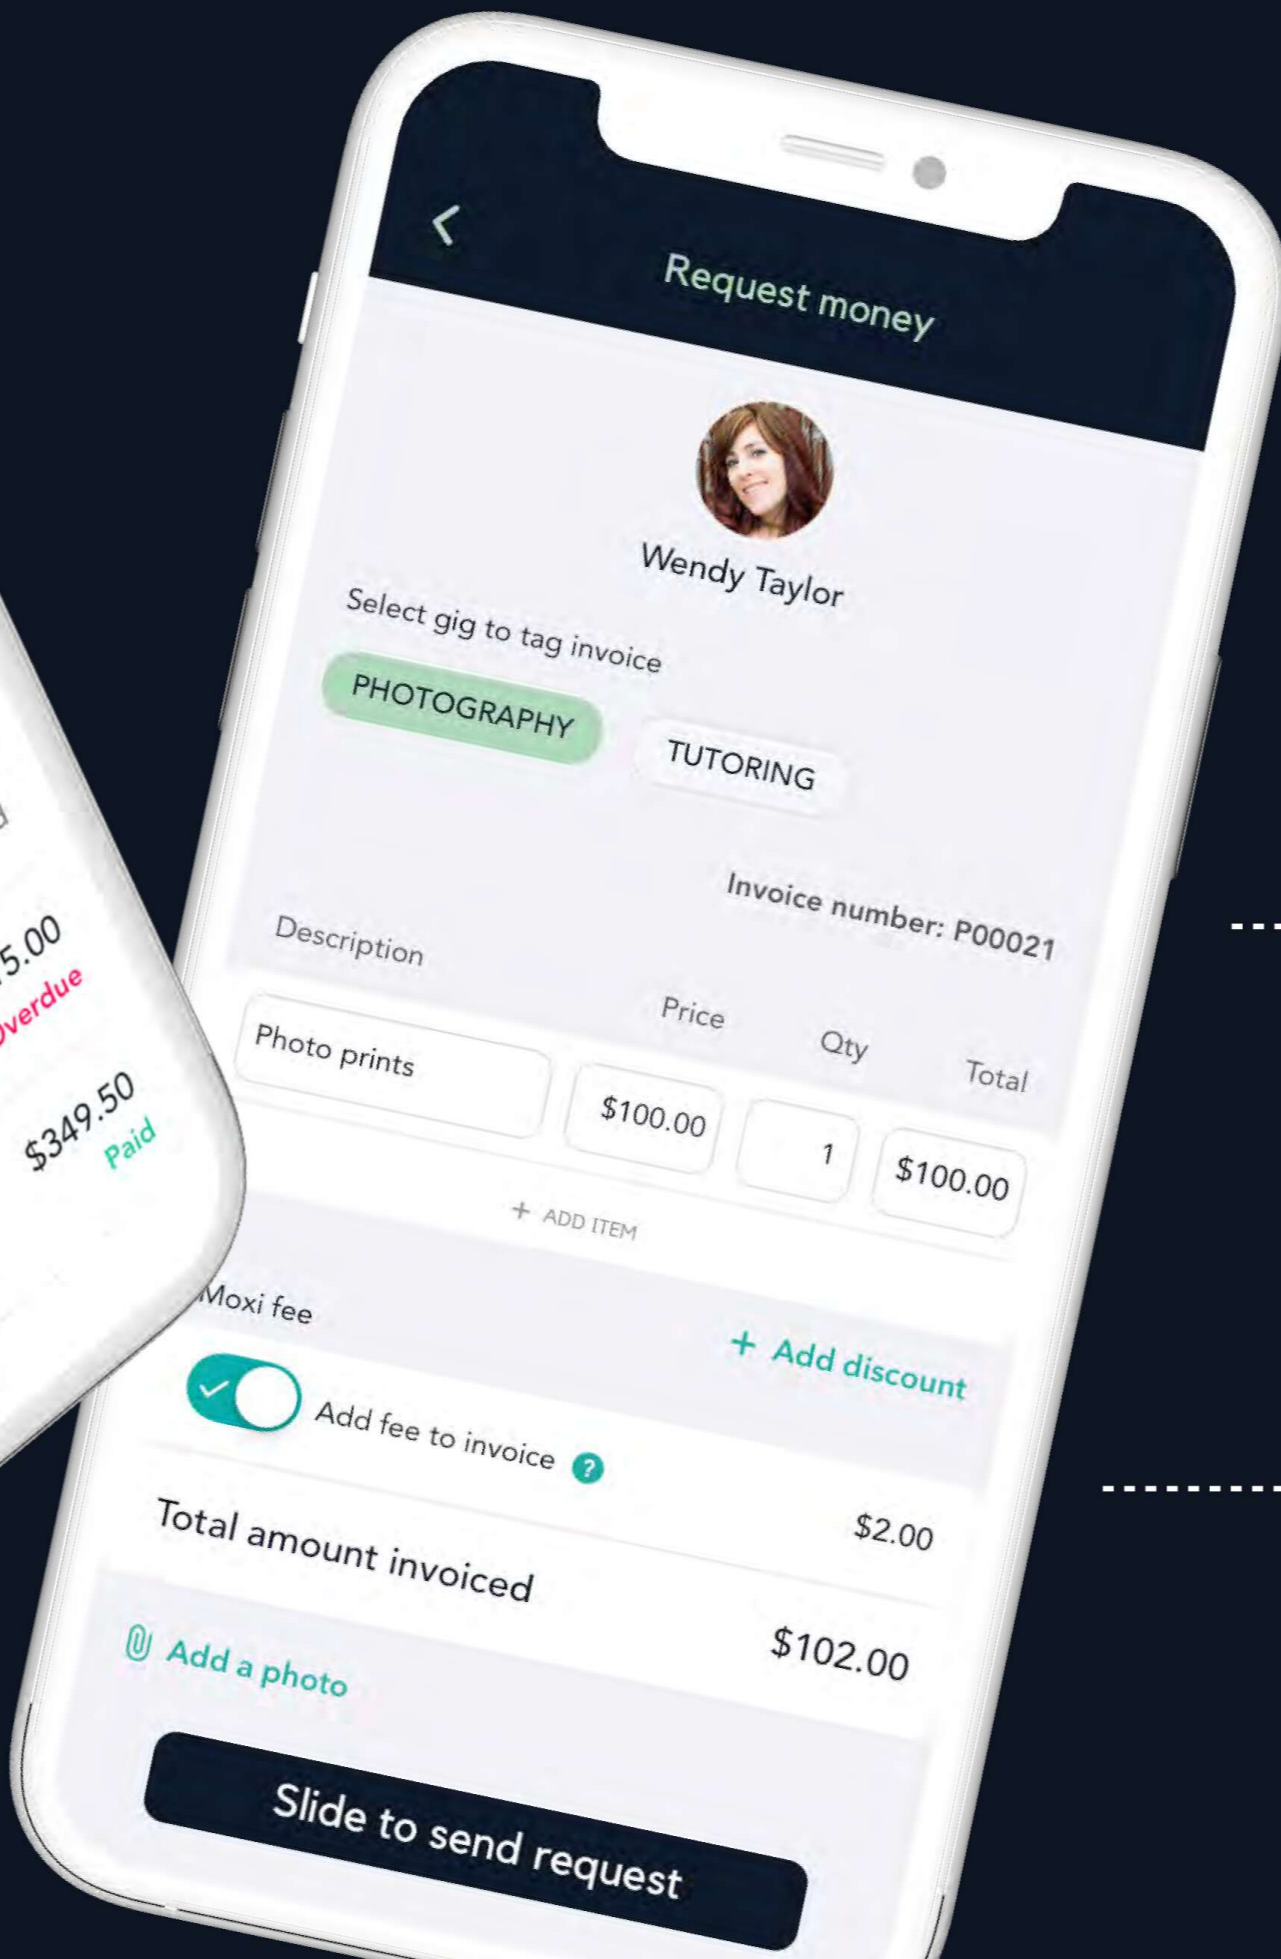 Request money
Wendy Taylor
Select gig to tag invoice
PHOTOGRAPHY
TUTORING
Invoice number: P00021
Description
Price
Qty
Total
Photo prints
$100.00
1
$100.00
+ ADD ITEM
Moxi fee
+ Add discount
Add fee to invoice ?
$2.00
Total amount invoiced
$102.00
Add a photo
Slide to send request
5.00
Overdue
$349.50
Paid